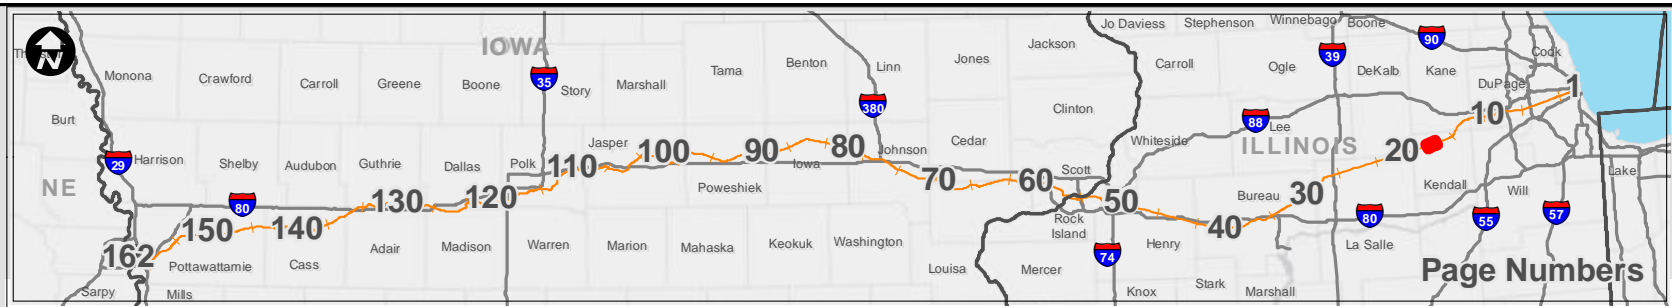 Jo Daviess
Stephenson
Winnebago
Boone
N
IOWA
Jackson
39
90
Cook
Monona
Crawford
Carroll
Greene
Boone
35
Story
Marshall
Tama
Benton
Linn
Jones
Carroll
Ogle
DeKalb
Kane
DuPage
1
Burt
380
Clinton
88
Lee
10
29
Harrison
Shelby
Audubon
Guthrie
Dallas
Polk
110
Jasper
100
90
Iowa
80
Johnson
Cedar
Whiteside
ILLINOIS
20
NE
80
150
140
130
120
Poweshiek
70
60
Scott
50
Bureau
30
Kendall
Will
Lake
162
Pottawattamie
Cass
Adair
Madison
Warren
Marion
Mahaska
Keokuk
Washington
Louisa
Rock
Island
74
Henry
40
80
La Salle
55
57
Sarpy
Mills
Mercer
Knox
Stark
Marshall
Page Numbers